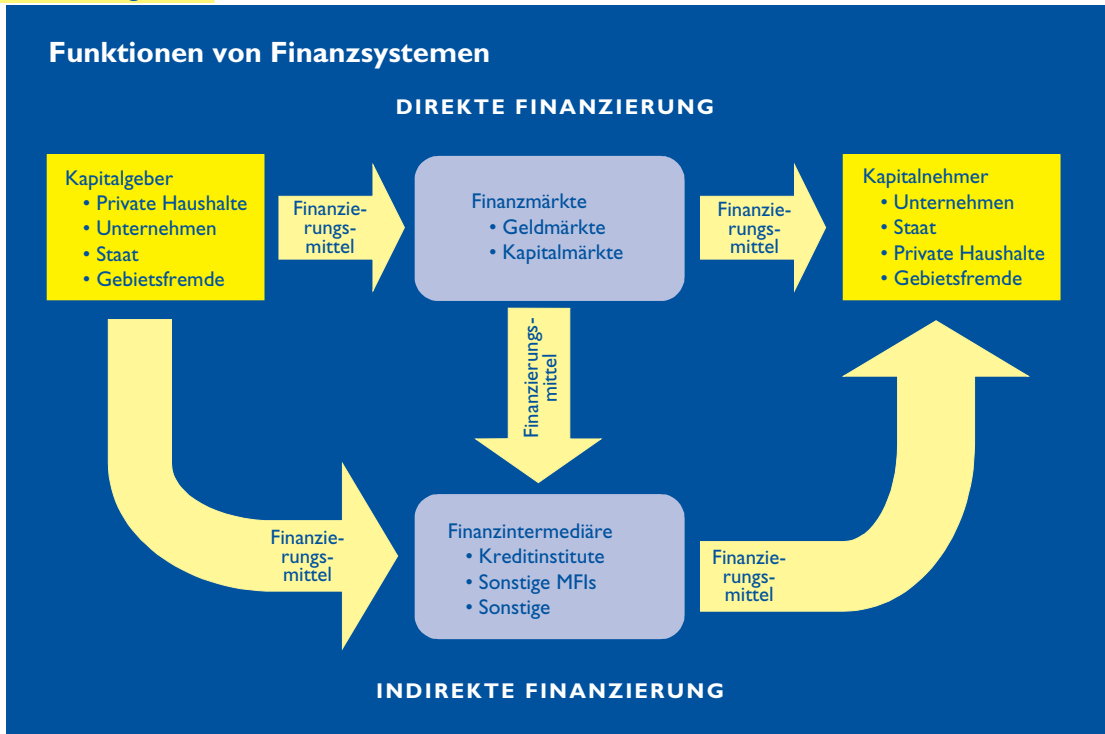 Funktionen von Finanzsystemen
DIREKTE FINANZIERUNG
Kapitalgeber
• Private Haushalte
• Unternehmen
• Staat
• Gebietsfremde
Finanzie-
rungs-
mittel
Finanzmärkte
• Geldmärkte
• Kapitalmärkte
Finanzie-
rungs-
mittel
Kapitalnehmer
• Unternehmen
• Staat
• Private Haushalte
• Gebietsfremde
Finanzierungs-
mittel
Finanzie-
rungs-
mittel
Finanzintermediäre
• Kreditinstitute
• Sonstige MFIs
• Sonstige
Finanzie-
rungs-
mittel
INDIREKTE FINANZIERUNG